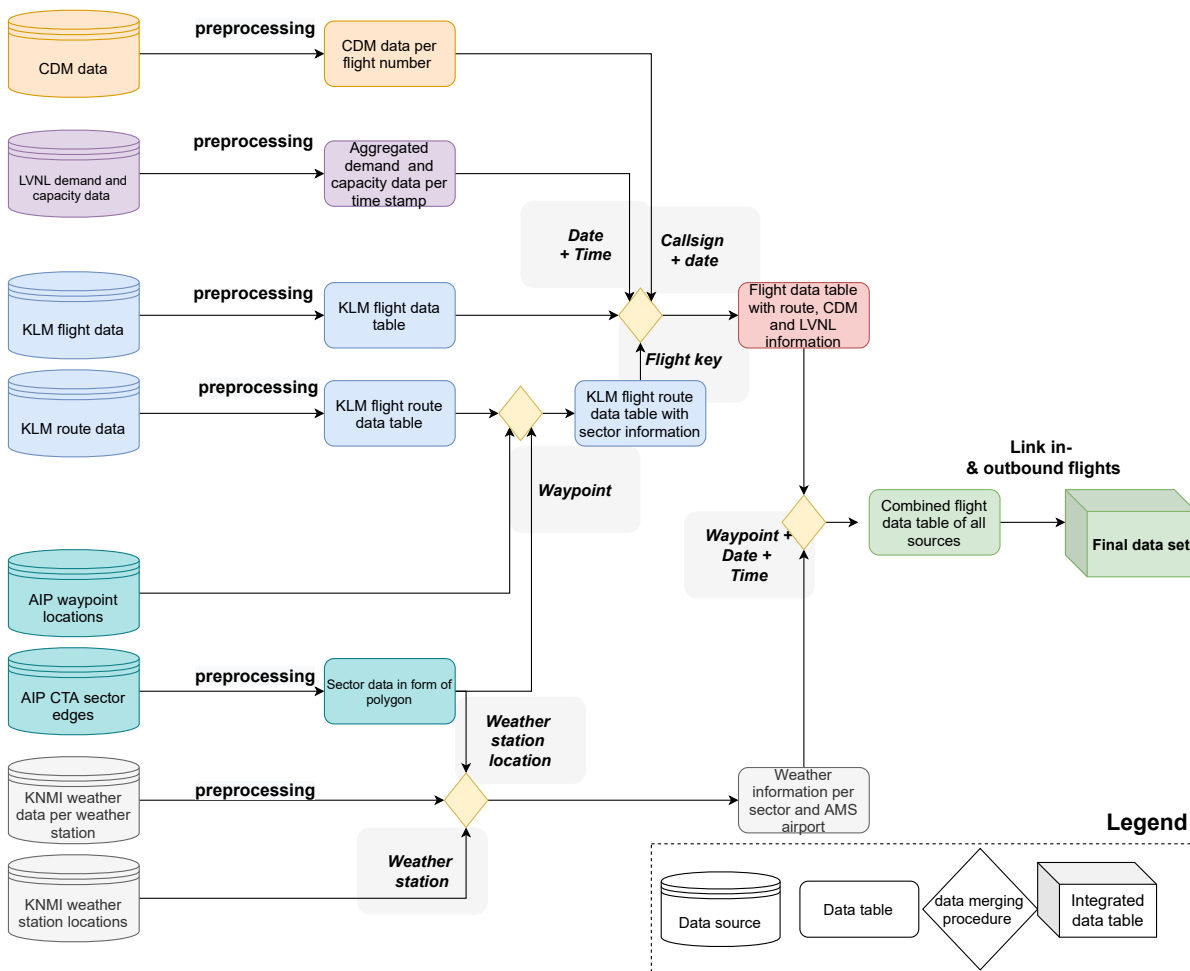 preprocessing
CDM data
CDM data per
flight number
preprocessing
LVNL demand and
capacity data
Aggregated
demand and
capacity data per
time stamp
Date
+ Time
Callsign
+ date
preprocessing
KLM flight data
KLM flight data
table
Flight data table
with route, CDM
and LVNL
information
Flight key
preprocessing
KLM route data
KLM flight route
data table
KLM flight route
data table with
sector information
Waypoint
Link in-
& outbound flights
Combined flight
data table of all
sources
Final data set
Waypoint +
Date +
Time
AIP waypoint
locations
preprocessing
AIP CTA sector
edges
Sector data in form of
polygon
Weather
station
location
preprocessing
KNMI weather
data per weather
station
Weather
information per
sector and AMS
airport
Weather
station
KNMI weather
station locations
Legend
Data source
Data table
data merging
procedure
Integrated
data table